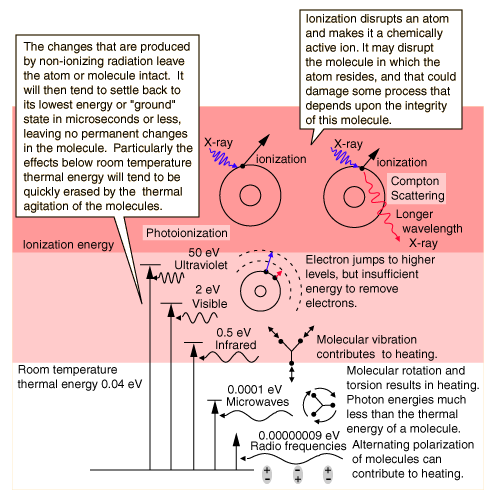 The changes that are produced
by non-ionizing radiation leave
the atom or molecule intact. It
will then tend to settle back to
its lowest energy or "ground"
state in microseconds or less,
leaving no permanent changes
in the molecule. Particularly the
effects below room temperature
thermal energy will tend to be
quickly erased by the thermal
agitation of the molecules.
Ionization disrupts an atom
and makes it a chemically
active ion. It may disrupt
the molecule in which the
atom resides, and that could
damage some process that
depends upon the integrity
of this molecule.
X-ray
ionization
X-ray
ionization
Compton
Scattering
Longer
wavelength
X-ray
Photoionization
Ionization energy
50 eV
Ultraviolet
Electron jumps to higher
levels, but insufficient
energy to remove
electrons.
2 eV
Visible
0.5 eV
Infrared
Molecular vibration
contributes to heating.
Room temperature
thermal energy 0.04 eV
0.0001 eV
Microwaves
Molecular rotation and
torsion results in heating.
Photon energies much
less than the thermal
energy of a molecule.
0.00000009 eV
Radio frequencies
Alternating polarization
of molecules can
contribute to heating.
+ - +
- + -